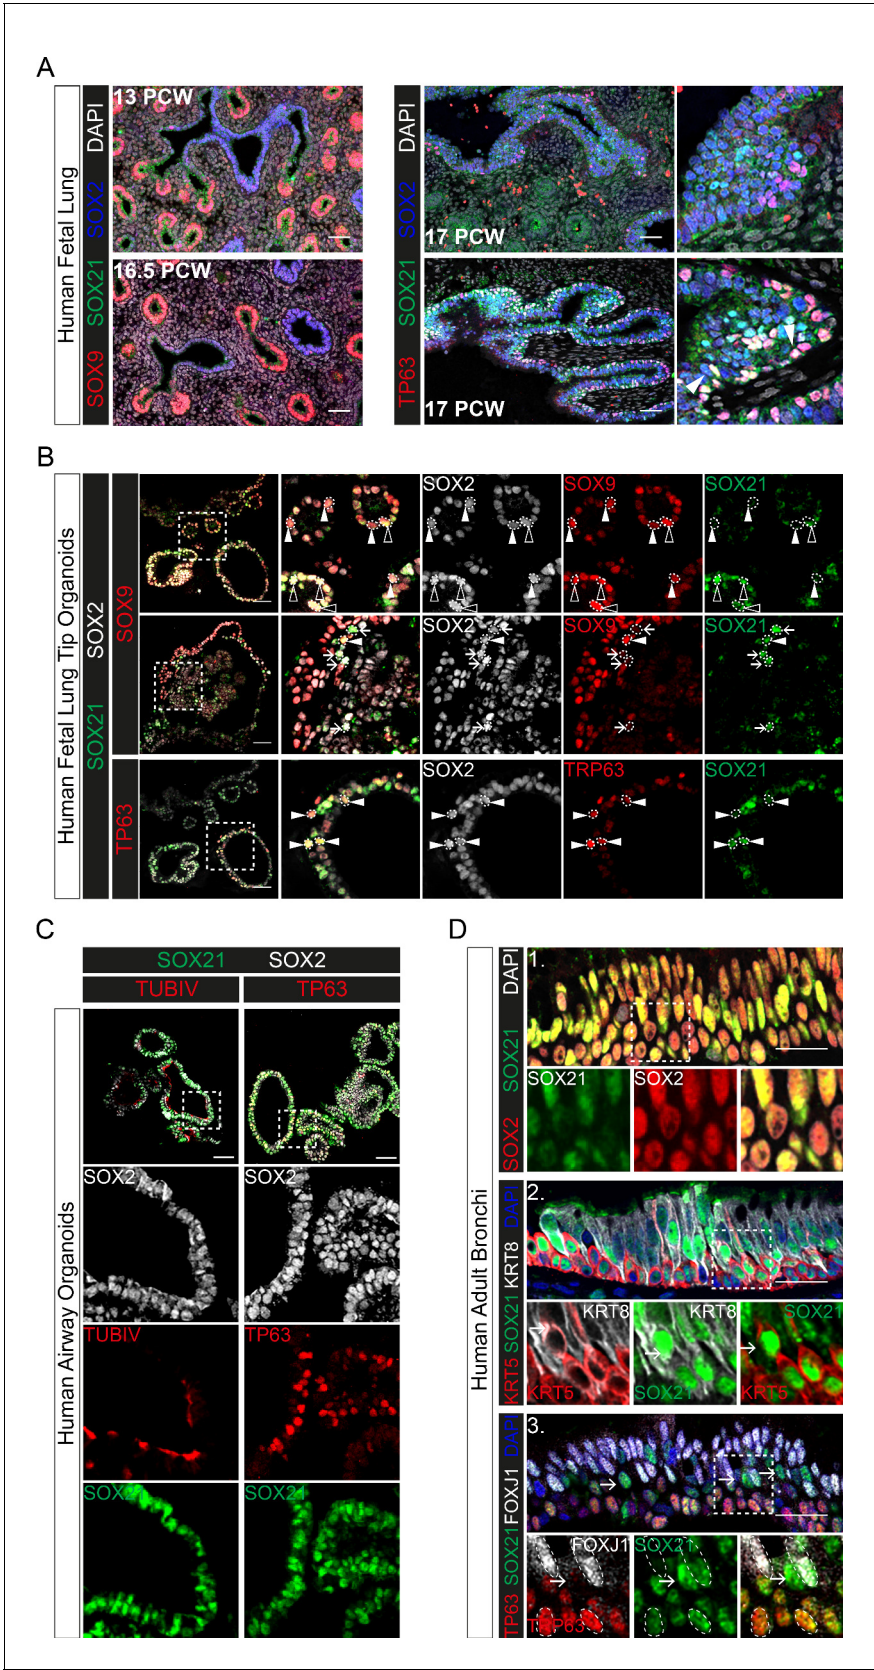 A
Human Fetal Lung
SOX9 SOX21 SOX2 DAPI
13 PCW
16.5 PCW
TP63 SOX21 SOX2 DAPI
17 PCW
17 PCW
B
Human Fetal Lung Tip Organoids
SOX21 SOX2
SOX9
TP63
SOX2
SOX9
SOX21
SOX2
SOX9
SOX21
SOX2
TRP63
SOX21
C
SOX21 SOX2
TUBIV
TP63
Human Airway Organoids
SOX2
SOX2
TUBIV
TP63
SOX21
SOX21
D
Human Adult Bronchi
SOX2 SOX21 DAPI
1.
SOX21
SOX2
KRT5 SOX21 KRT8 DAPI
2.
KRT8
KRT5
KRT8
SOX21
SOX21
KRT5
TP63 SOX21 FOXJ1 DAPI
3.
FOXJ1
TRP63
SOX21